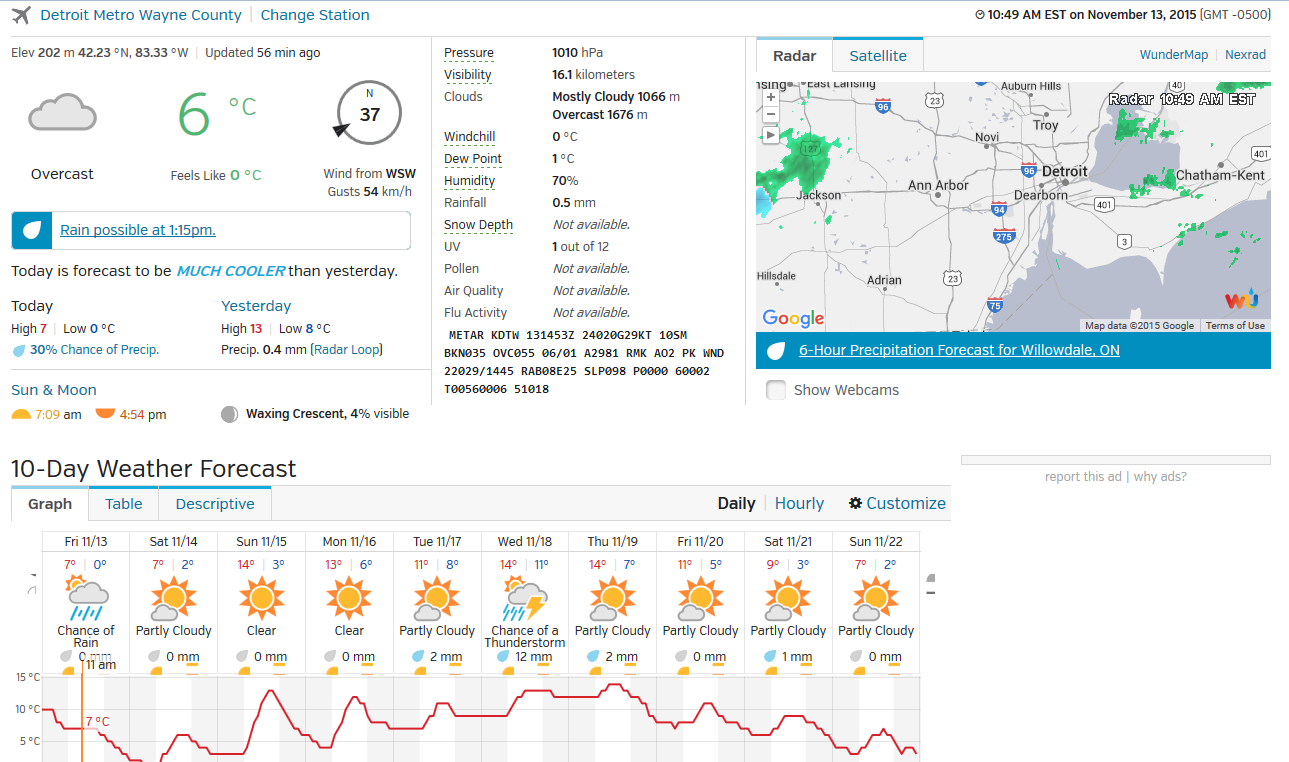 Detroit Metro Wayne County | Change Station
10:49 AM EST on November 13, 2015 (GMT -0500)
Elev 202 m 42.23 °N, 83.33 °W | Updated 56 min ago
6 °C
N
37
Overcast
Feels Like 0 °C
Wind from WSW
Gusts 54 km/h
Rain possible at 1:15pm.
Today is forecast to be MUCH COOLER than yesterday.
Today
High 7 | Low 0 °C
30% Chance of Precip.
Yesterday
High 13 | Low 8 °C
Precip. 0.4 mm (Radar Loop)
Sun & Moon
7:09 am 4:54 pm Waxing Crescent, 4% visible
Pressure 1010 hPa
Visibility 16.1 kilometers
Clouds Mostly Cloudy 1066 m
Overcast 1676 m
Windchill 0 °C
Dew Point 1 °C
Humidity 70%
Rainfall 0.5 mm
Snow Depth Not available.
UV 1 out of 12
Pollen Not available.
Air Quality Not available.
Flu Activity Not available.
METAR KDTW 131453Z 24020G29KT 10SM
BKN035 OVC055 06/01 A2981 RMK AO2 PK WND
22029/1445 RAB08E25 SLP098 P0000 60002
T00560006 51018
Radar Satellite WunderMap | Nexrad
nsing East Lansing Auburn Hills 40
+
−
Radar 10:49 AM EST
96 23
Troy
Novi
127
401
96 Detroit
Chatham-Kent
Ann Arbor
Jackson
Dearborn
94 401
275
3
Hillsdale
Adrian 23
75
Google
WU
Map data ©2015 Google Terms of Use
6-Hour Precipitation Forecast for Willowdale, ON
Show Webcams
10-Day Weather Forecast
report this ad | why ads?
Graph Table Descriptive Daily | Hourly Customize
Fri 11/13 Sat 11/14 Sun 11/15 Mon 11/16 Tue 11/17 Wed 11/18 Thu 11/19 Fri 11/20 Sat 11/21 Sun 11/22
7° | 0° 7° | 2° 14° | 3° 13° | 6° 11° | 8° 14° | 11° 14° | 7° 11° | 5° 9° | 3° 7° | 2°
Chance of Rain Partly Cloudy Clear Clear Partly Cloudy Chance of a Thunderstorm Partly Cloudy Partly Cloudy Partly Cloudy Partly Cloudy
0 mm 0 mm 0 mm 0 mm 2 mm 12 mm 2 mm 0 mm 1 mm 0 mm
11 am
15 °C
10 °C
7 °C
5 °C